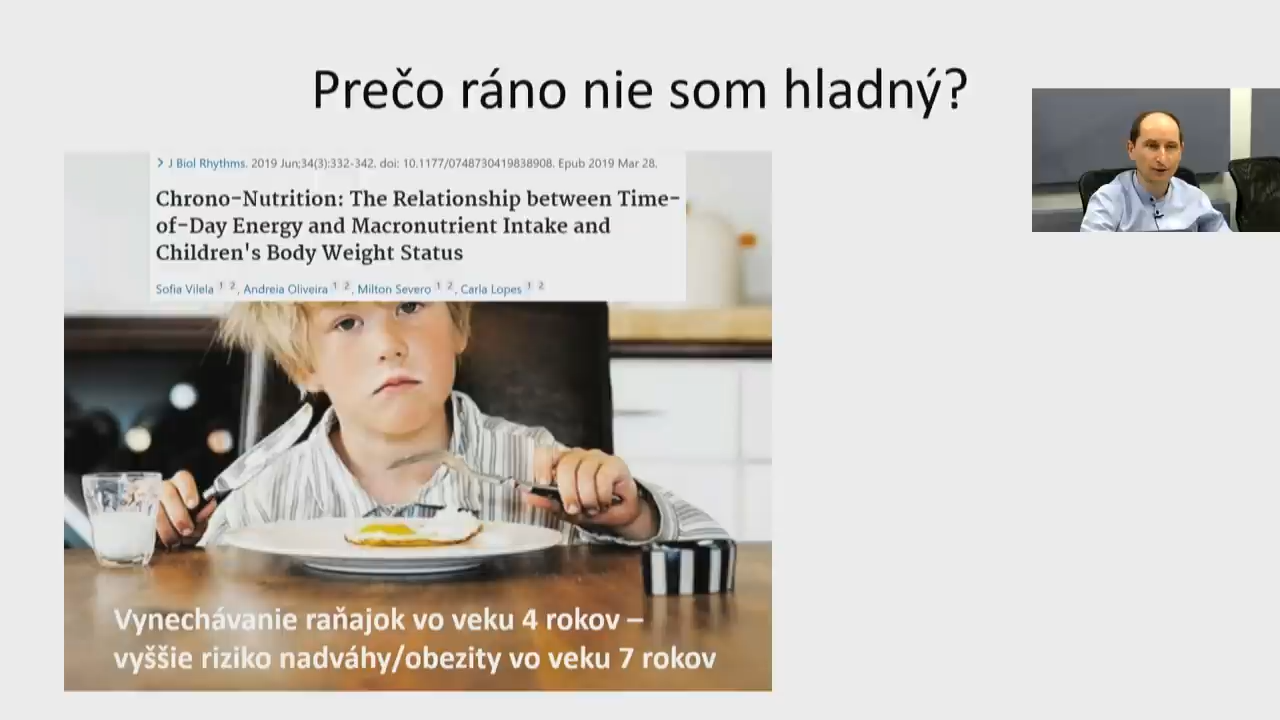 Prečo ráno nie som hladný?
> J Biol Rhythms. 2019 Jun;34(3):332-342. doi: 10.1177/0748730419838908. Epub 2019 Mar 28.
Chrono-Nutrition: The Relationship between Time-
of-Day Energy and Macronutrient Intake and
Children's Body Weight Status
Sofia Vilela 1 2, Andreia Oliveira 1 2, Milton Severo 1 2, Carla Lopes 1 2
Vynechávanie raňajok vo veku 4 rokov –
vyššie riziko nadváhy/obezity vo veku 7 rokov